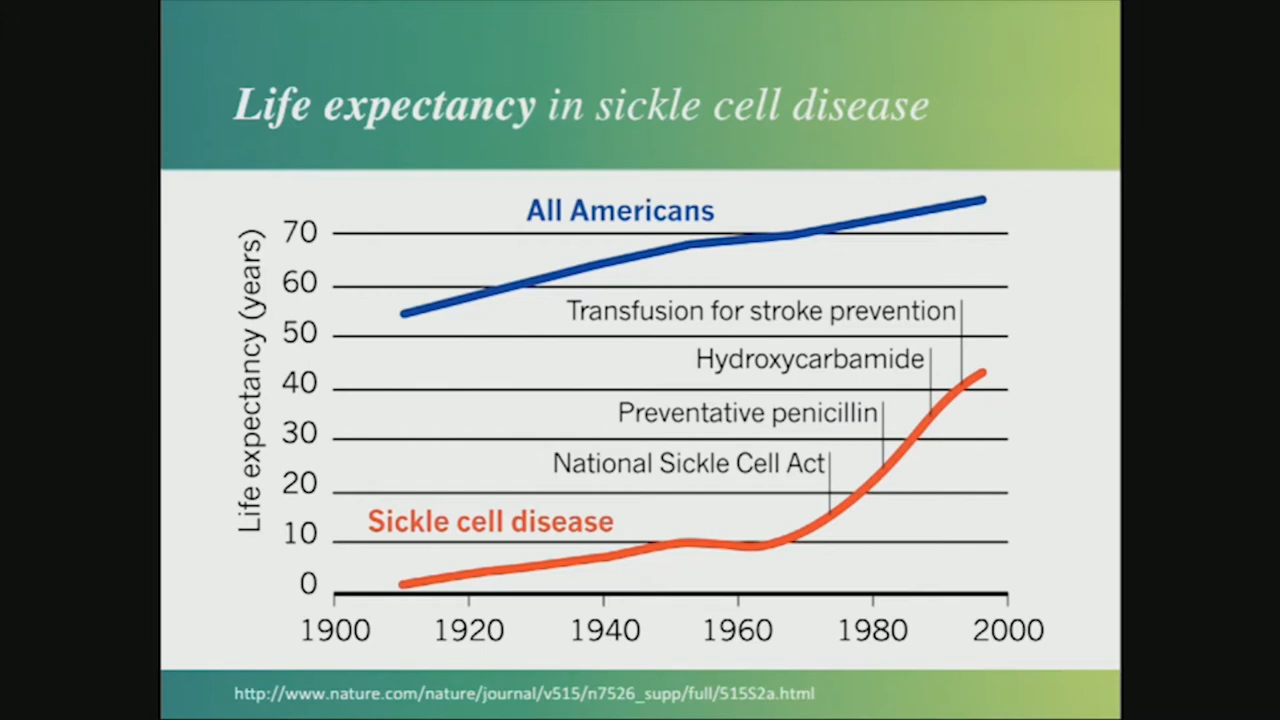 Life expectancy in sickle cell disease
All Americans
Life expectancy (years)
70
60
50
40
30
20
10
0
Transfusion for stroke prevention
Hydroxycarbamide
Preventative penicillin
National Sickle Cell Act
Sickle cell disease
1900 1920 1940 1960 1980 2000
http://www.nature.com/nature/journal/v515/n7526_supp/full/515S2a.html